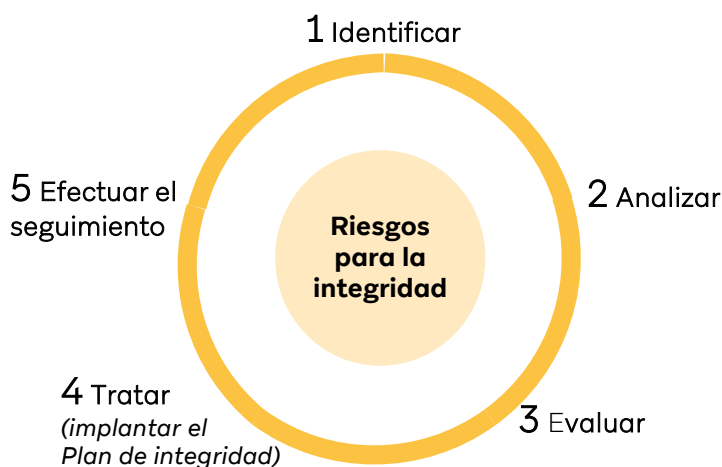 1 Identificar
2 Analizar
3 Evaluar
4 Tratar
(implantar el
Plan de integridad)
5 Efectuar el
seguimiento
Riesgos
para la
integridad